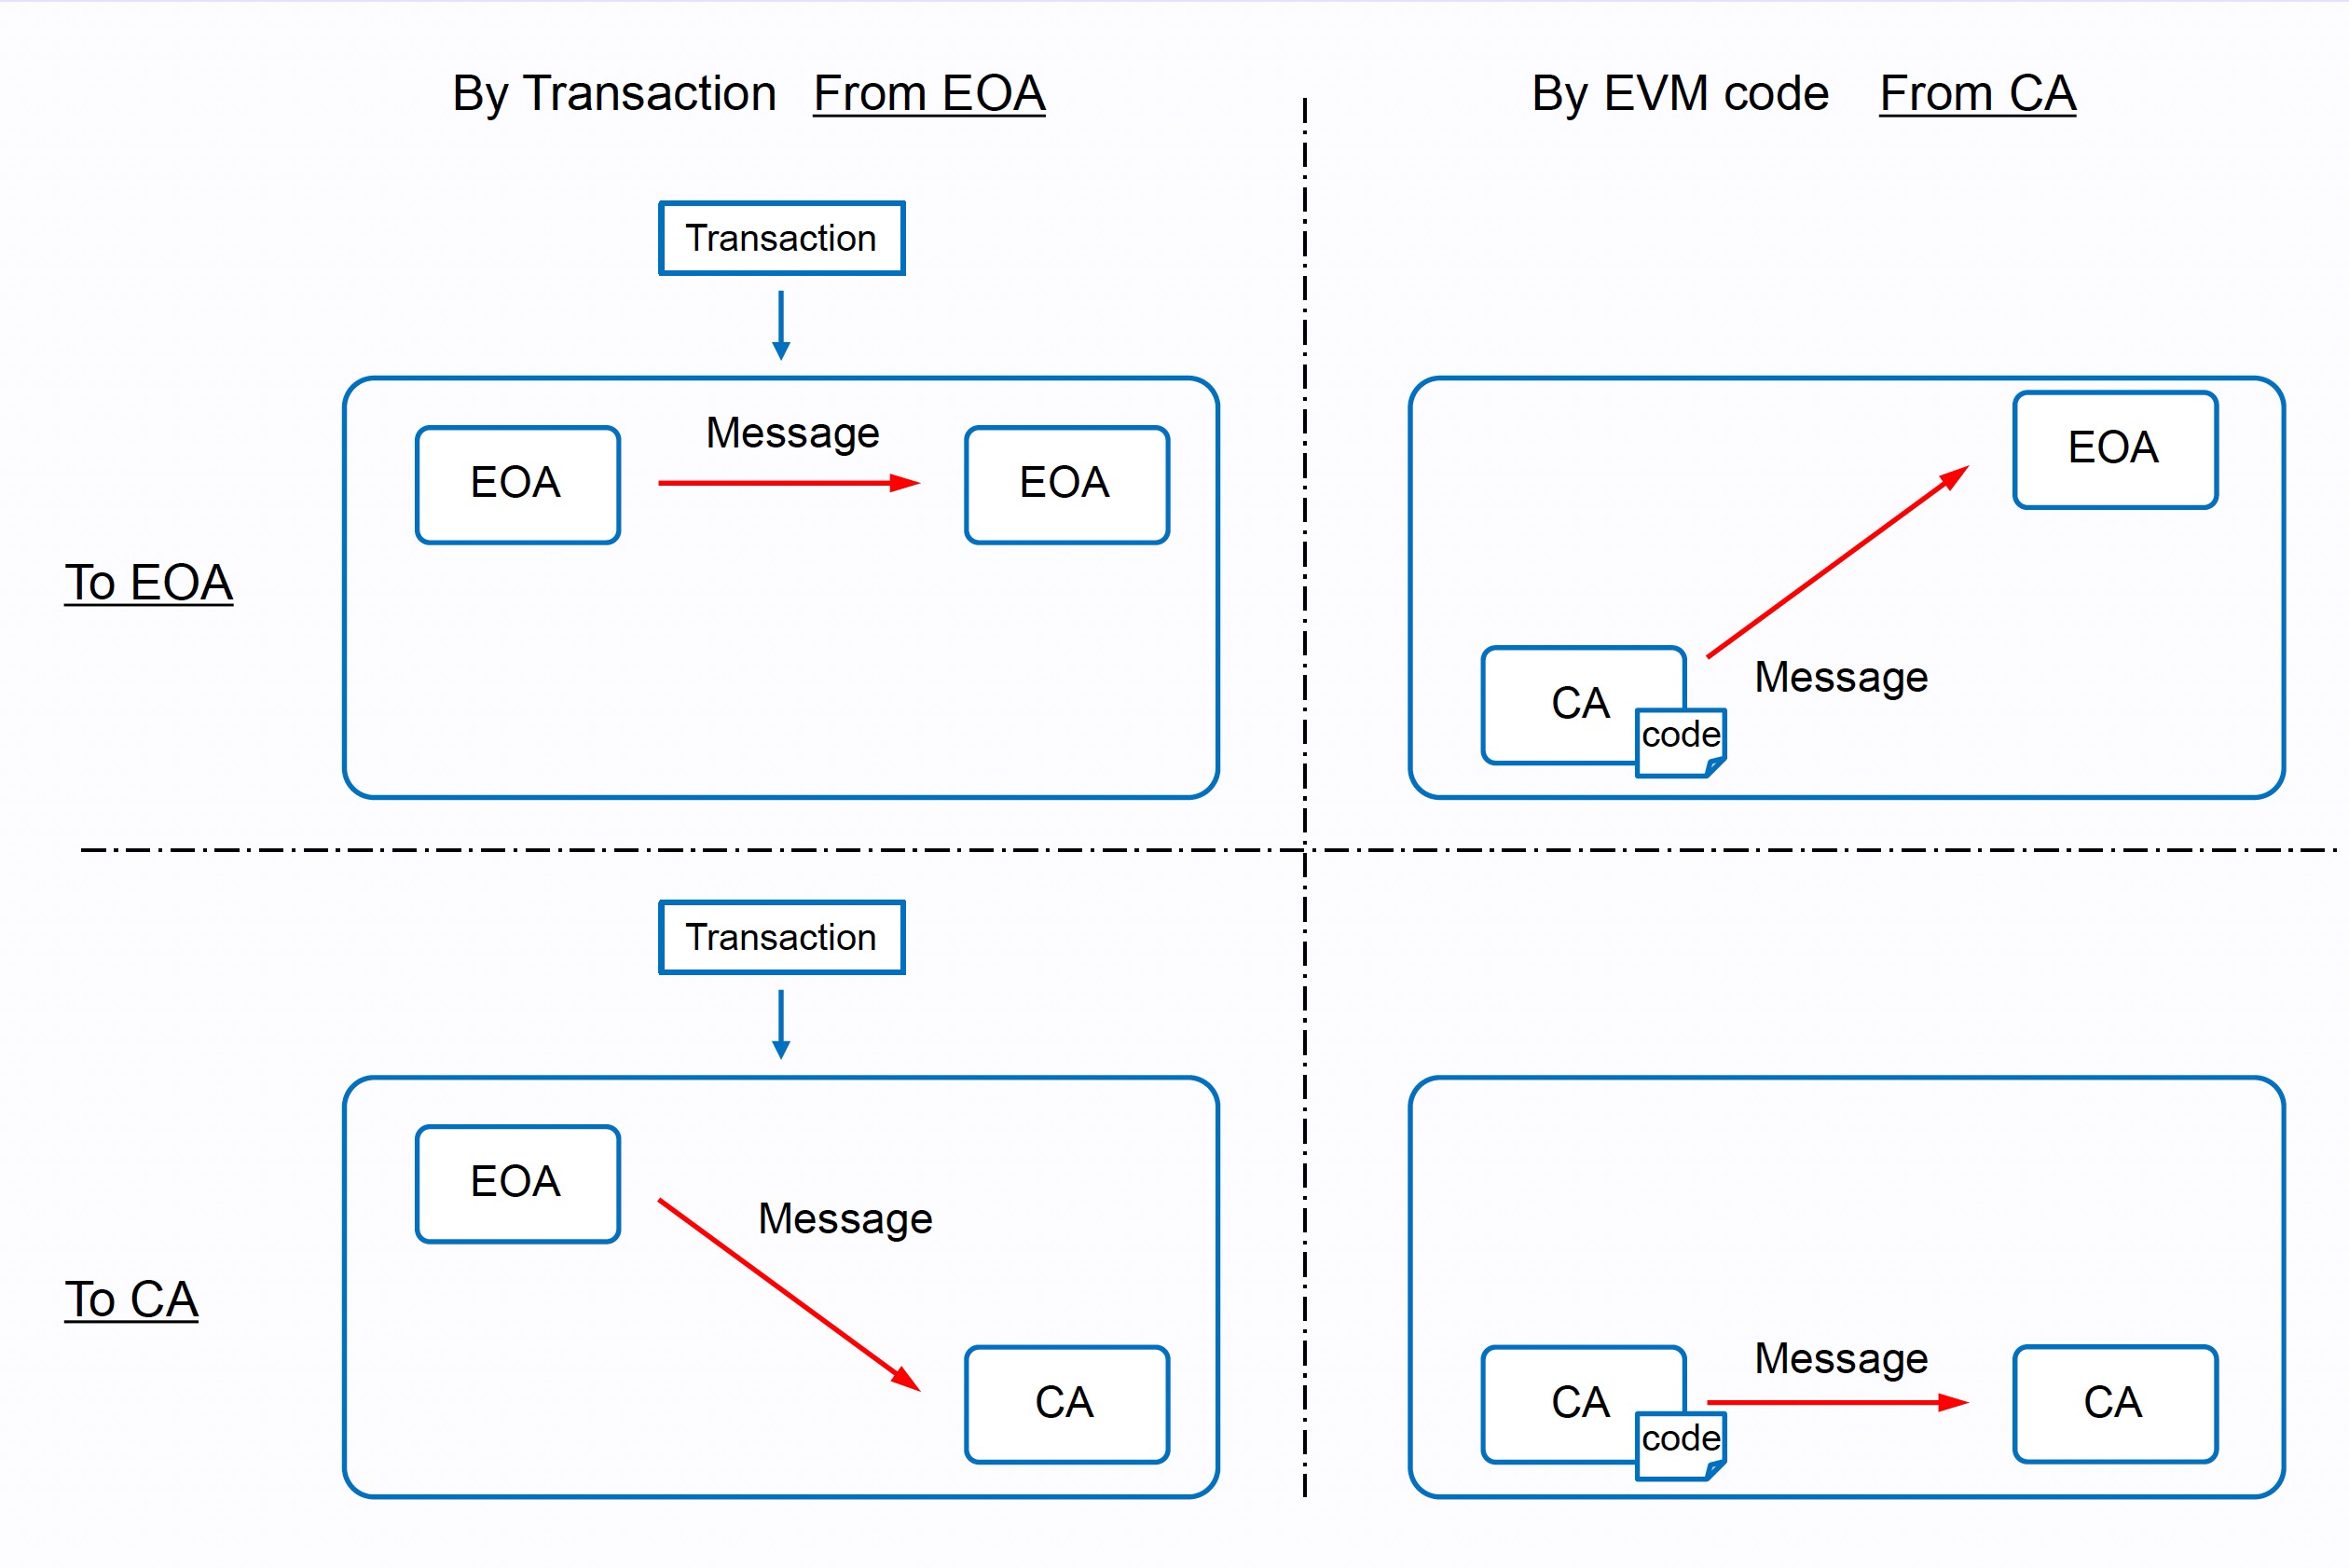 By Transaction From EOA
By EVM code From CA
Transaction
Message
EOA
EOA
EOA
To EOA
CA
code
Message
Transaction
EOA
Message
To CA
CA
Message
CA
code
CA